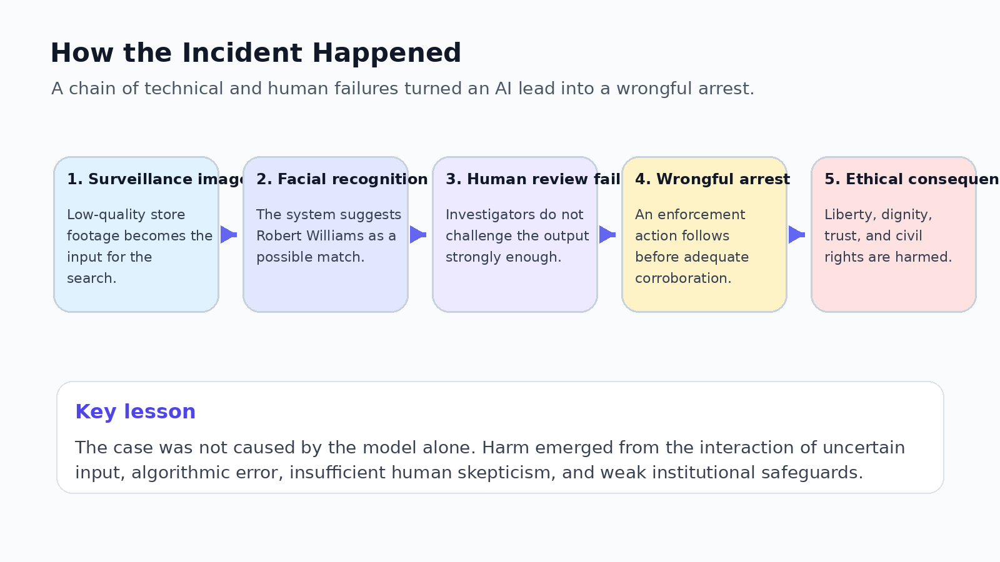 How the Incident Happened
A chain of technical and human failures turned an AI lead into a wrongful arrest.
1. Surveillance image
Low-quality store
footage becomes the
input for the
search.
2. Facial recognition
The system suggests
Robert Williams as a
possible match.
3. Human review fail
Investigators do not
challenge the output
strongly enough.
4. Wrongful arrest
An enforcement
action follows
before adequate
corroboration.
5. Ethical consequen
Liberty, dignity,
trust, and civil
rights are harmed.
Key lesson
The case was not caused by the model alone. Harm emerged from the interaction of uncertain
input, algorithmic error, insufficient human skepticism, and weak institutional safeguards.